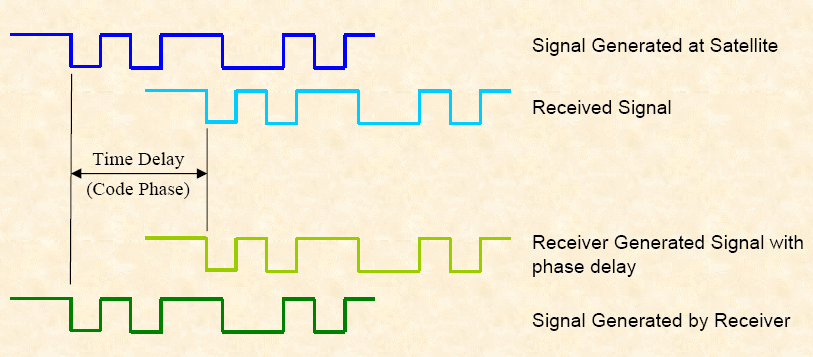 Signal Generated at Satellite
Received Signal
Time Delay
(Code Phase)
Receiver Generated Signal with
phase delay
Signal Generated by Receiver